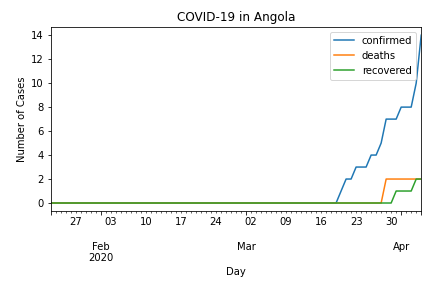 COVID-19 in Angola
confirmed
deaths
recovered
Number of Cases
14
12
10
8
6
4
2
0
27 03 10 17 24 02 09 16 23 30
Feb Mar Apr
2020
Day